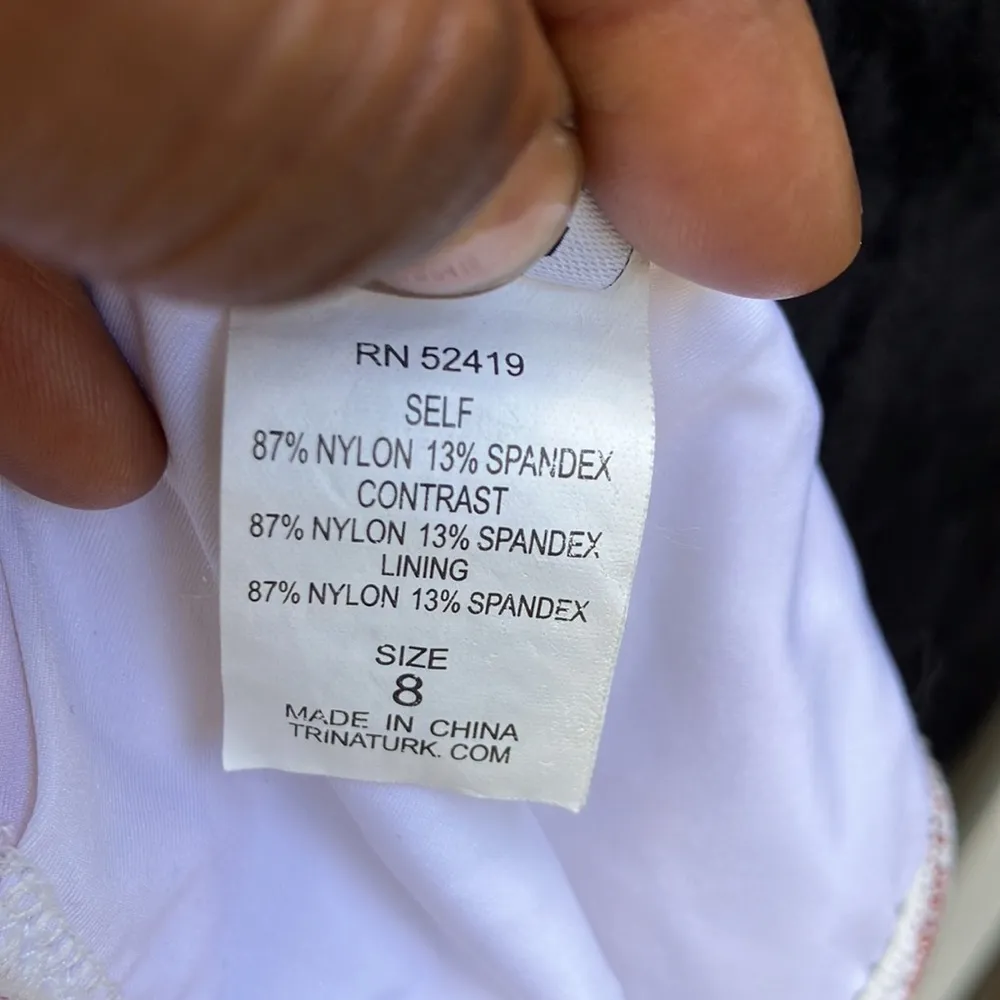 RN 52419
SELF
87% NYLON 13% SPANDEX
CONTRAST
87% NYLON 13% SPANDEX
LINING
87% NYLON 13% SPANDEX
SIZE
8
MADE IN CHINA
TRINATURK. COM